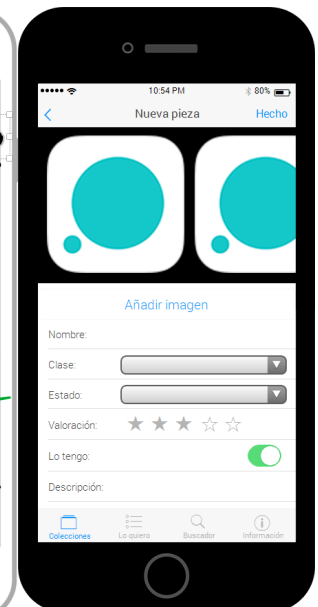 10:54 PM 80%
Nueva pieza Hecho
Añadir imagen
Nombre:
Clase:
Estado:
Valoración:
Lo tengo:
Descripción:
Colecciones Lo quiero Buscador Información